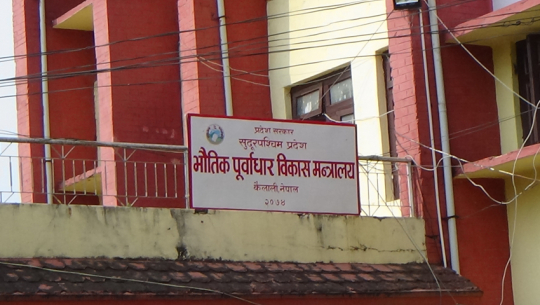 प्रदेश सरकार
सुदूरपश्चिम प्रदेश
भौतिक पूर्वाधार विकास मन्त्रालय
कैलाली, नेपाल
२०७४